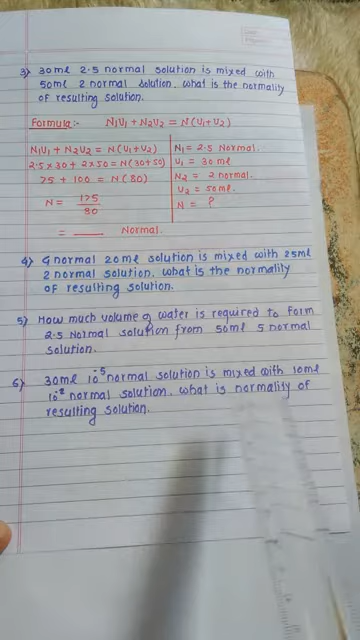 3) 30ml 2.5 normal solution is mixed with
50ml 2 normal solution. What is the normality
of resulting solution.
Formula:- N1V1 + N2V2 = N(V1+V2)
N1V1 + N2V2 = N(V1+V2)
2.5 x 30 + 2 x 50 = N(30+50)
75 + 100 = N(80)
N = 175/80
= ____ Normal.
N1 = 2.5 Normal.
V1 = 30 ml
N2 = 2 normal.
V2 = 50ml.
N = ?
4) 4 normal 20ml solution is mixed with 25ml
2 normal solution. What is the normality
of resulting solution.
5) How much volume of water is required to form
2.5 Normal solution from 50ml 5 normal
solution.
6) 30ml 10⁻⁵ normal solution is mixed with 10ml
10⁻² normal solution. What is normality of
resulting solution.